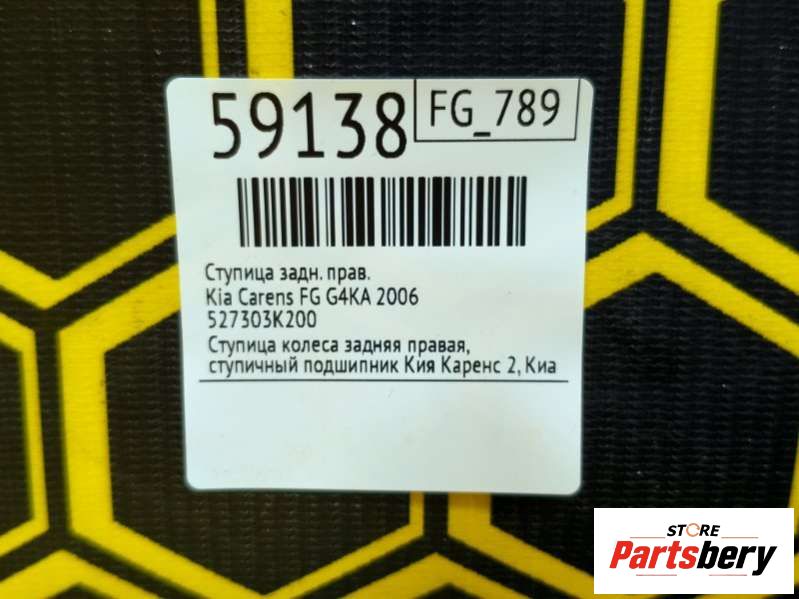 59138
FG_789
Ступица задн. прав.
Kia Carens FG G4KA 2006
527303K200
Ступица колеса задняя правая,
ступичный подшипник Кия Каренс 2, Киа
STORE
Partsbery